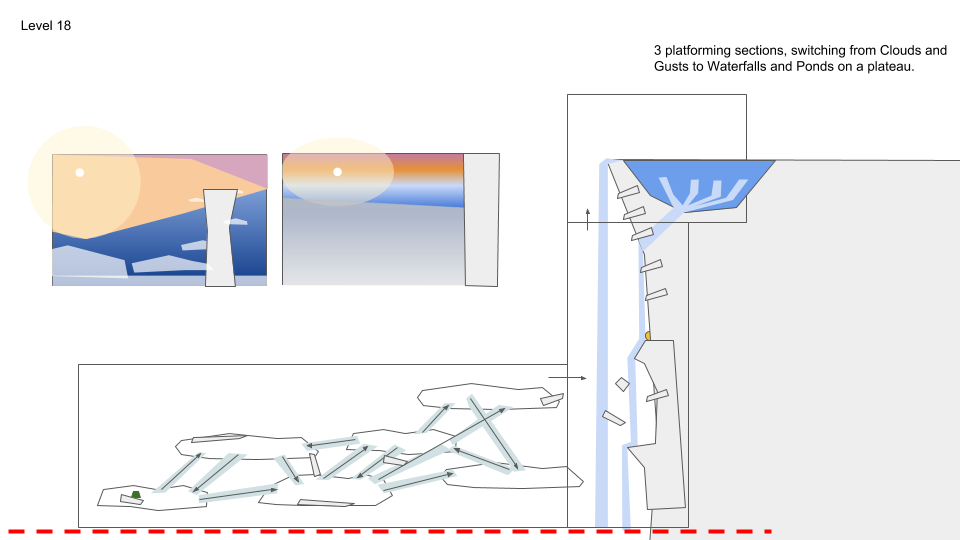 Level 18
3 platforming sections, switching from Clouds and
Gusts to Waterfalls and Ponds on a plateau.